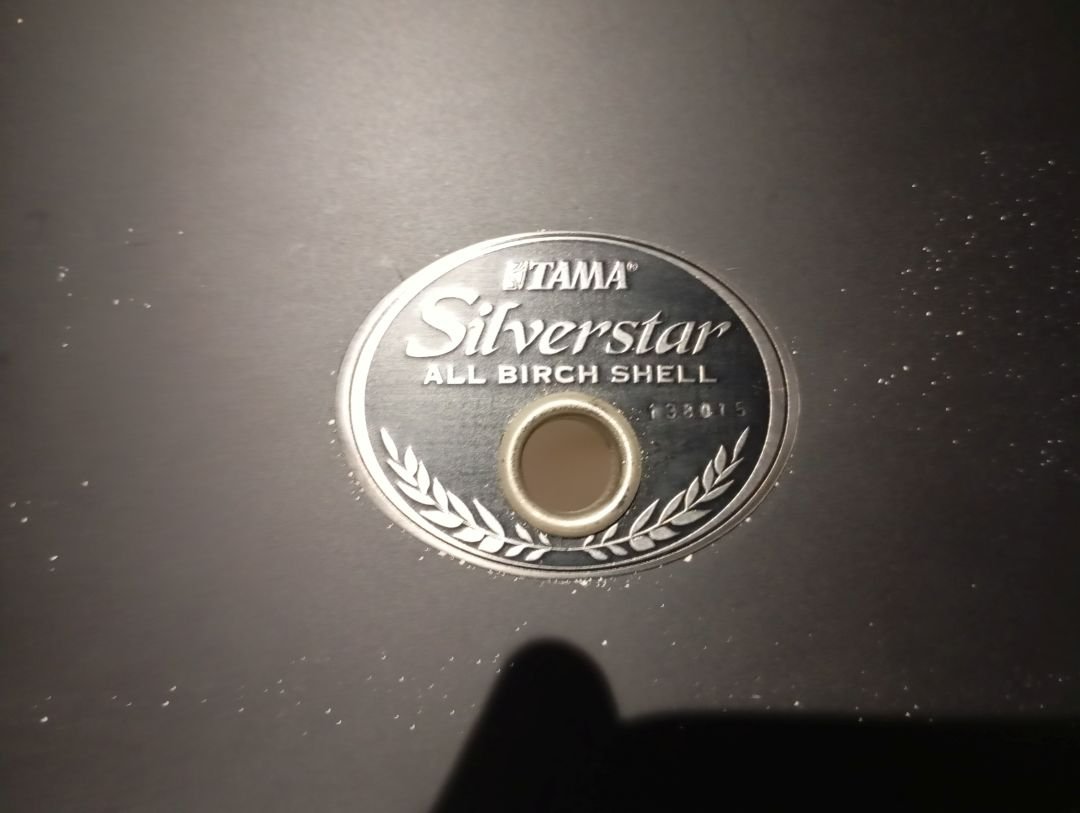 TAMA®
Silverstar
ALL BIRCH SHELL
138015